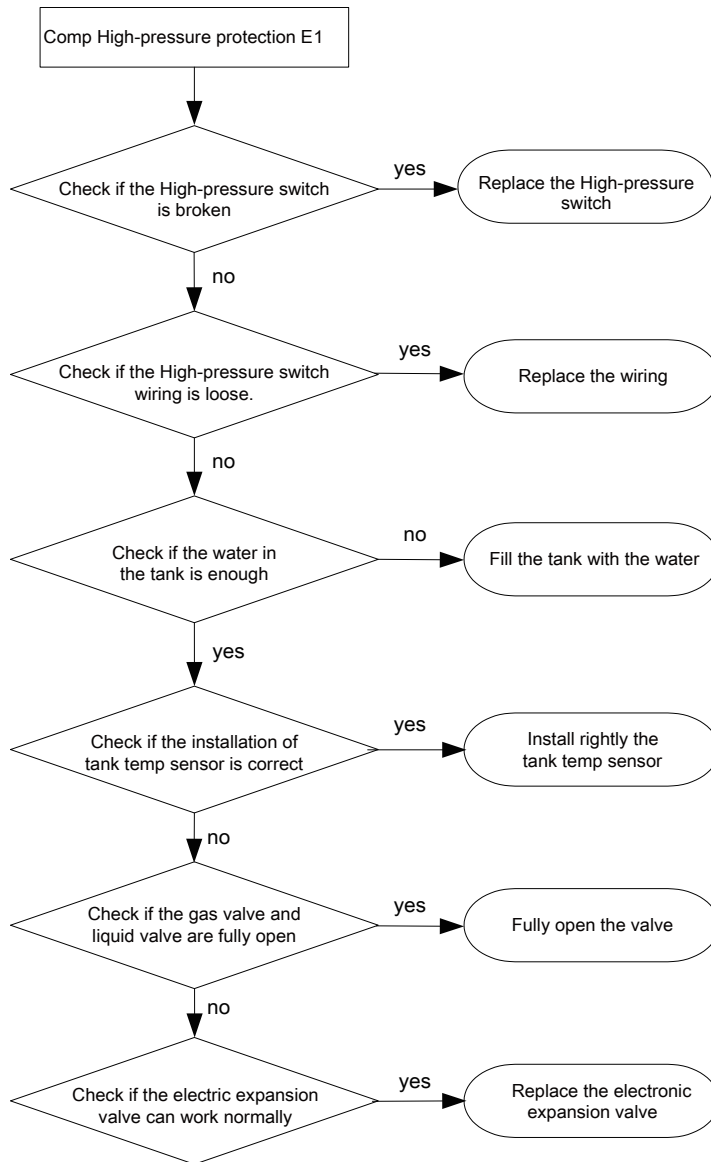 Comp High-pressure protection E1
Check if the High-pressure switch
is broken
yes
Replace the High-pressure
switch
no
Check if the High-pressure switch
wiring is loose.
yes
Replace the wiring
no
Check if the water in
the tank is enough
no
Fill the tank with the water
yes
Check if the installation of
tank temp sensor is correct
yes
Install rightly the
tank temp sensor
no
Check if the gas valve and
liquid valve are fully open
yes
Fully open the valve
no
Check if the electric expansion
valve can work normally
yes
Replace the electronic
expansion valve